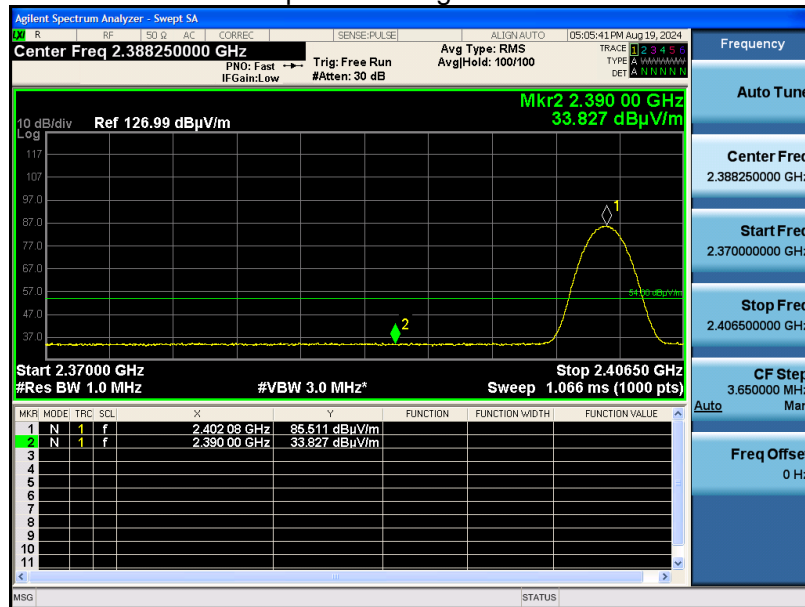 Agilent Spectrum Analyzer - Swept SA
LXI R RF 50 Ω AC CORREC SENSE:PULSE ALIGN AUTO 05:05:41 PM Aug 19, 2024
Center Freq 2.388250000 GHz
PNO: Fast
IFGain:Low
Trig: Free Run
#Atten: 30 dB
Avg Type: RMS
Avg|Hold: 100/100
TRACE 1 2 3 4 5 6
TYPE A WWWWW
DET A N N N N N
Mkr2 2.390 00 GHz
33.827 dBµV/m
10 dB/div Ref 126.99 dBµV/m
Log
117
107
97.0
87.0
77.0
67.0
57.0
47.0
37.0
1
2
54.00 dBµV/m
Start 2.37000 GHz Stop 2.40650 GHz
#Res BW 1.0 MHz #VBW 3.0 MHz* Sweep 1.066 ms (1000 pts)
MKR MODE TRC SCL X Y FUNCTION FUNCTION WIDTH FUNCTION VALUE
1 N 1 f 2.402 08 GHz 85.511 dBµV/m
2 N 1 f 2.390 00 GHz 33.827 dBµV/m
3
4
5
6
7
8
9
10
11
MSG STATUS
Frequency
Auto Tune
Center Freq
2.388250000 GHz
Start Freq
2.370000000 GHz
Stop Freq
2.406500000 GHz
CF Step
3.650000 MHz
Auto Man
Freq Offset
0 Hz